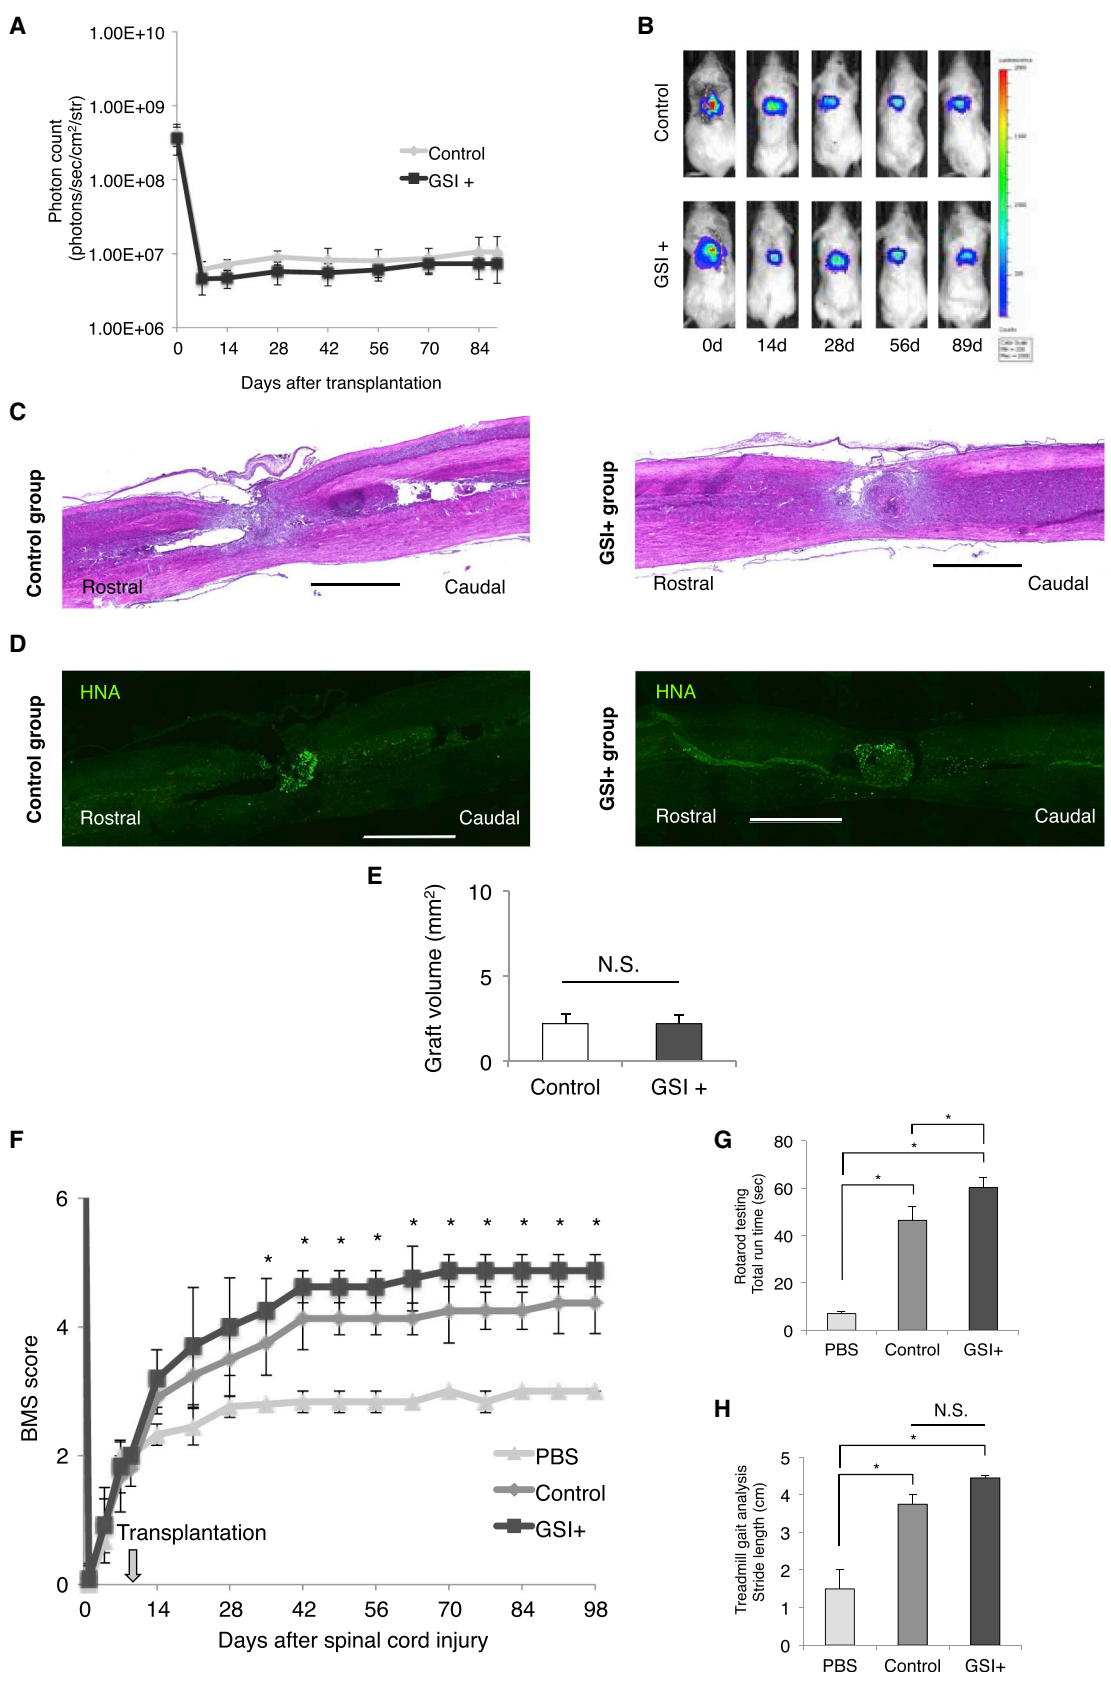 A
1.00E+10
1.00E+09
1.00E+08
1.00E+07
1.00E+06
Photon count
(photons/sec/cm²/str)
Control
GSI +
0 14 28 42 56 70 84
Days after transplantation
B
Control
GSI +
0d 14d 28d 56d 89d
C
Control group
Rostral
Caudal
GSI+ group
Rostral
Caudal
D
Control group
HNA
Rostral
Caudal
GSI+ group
HNA
Rostral
Caudal
E
Graft volume (mm²)
10
5
0
N.S.
Control
GSI +
F
BMS score
6
4
2
0
* * * * * * * * * *
PBS
Control
GSI+
Transplantation
0 14 28 42 56 70 84 98
Days after spinal cord injury
G
Rotarod testing
Total run time (sec)
80
60
40
20
0
*
*
*
PBS Control GSI+
H
Treadmill gait analysis
Stride length (cm)
5
4
3
2
1
0
N.S.
*
*
PBS Control GSI+